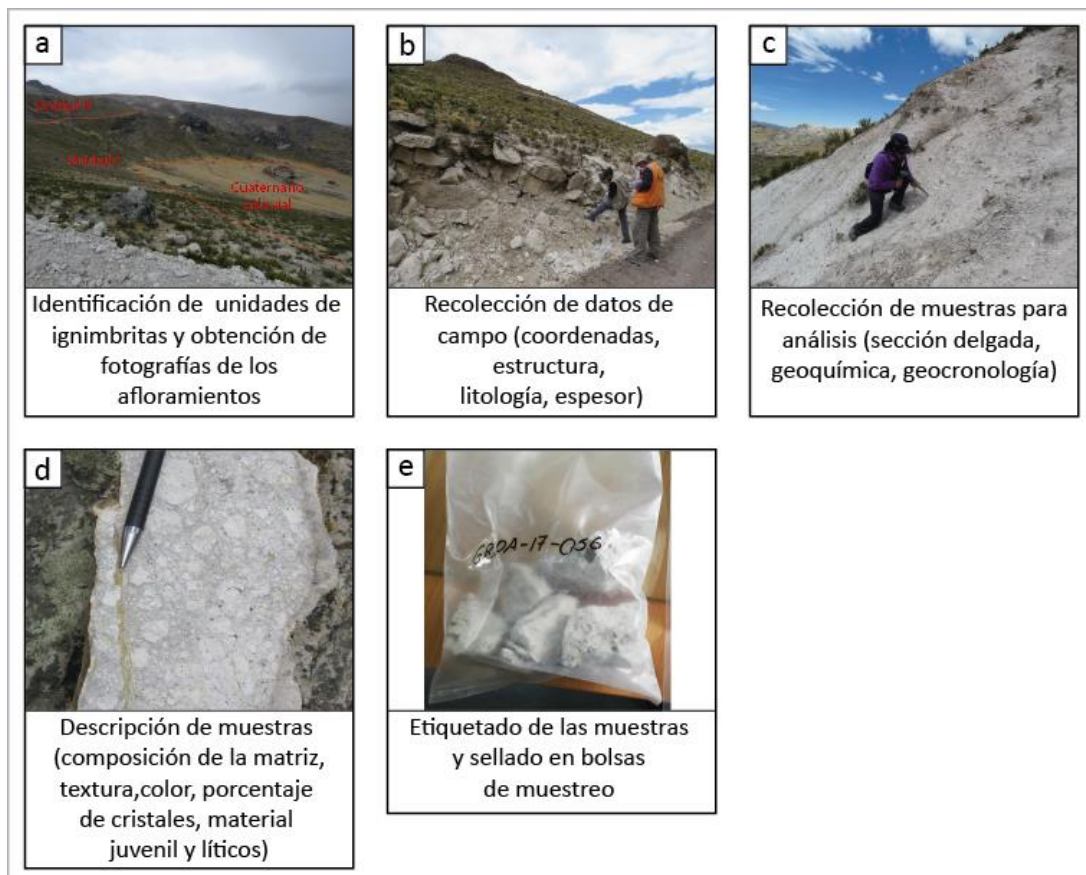 a
Cuaternario
b
c
Identificación de unidades de
ignimbritas y obtención de
fotografías de los
afloramientos
Recolección de datos de
campo (coordenadas,
estructura,
litología, espesor)
Recolección de muestras para
análisis (sección delgada,
geoquímica, geocronología)
d
e
GRDA-17-056
Descripción de muestras
(composición de la matriz,
textura,color, porcentaje
de cristales, material
juvenil y líticos)
Etiquetado de las muestras
y sellado en bolsas
de muestreo